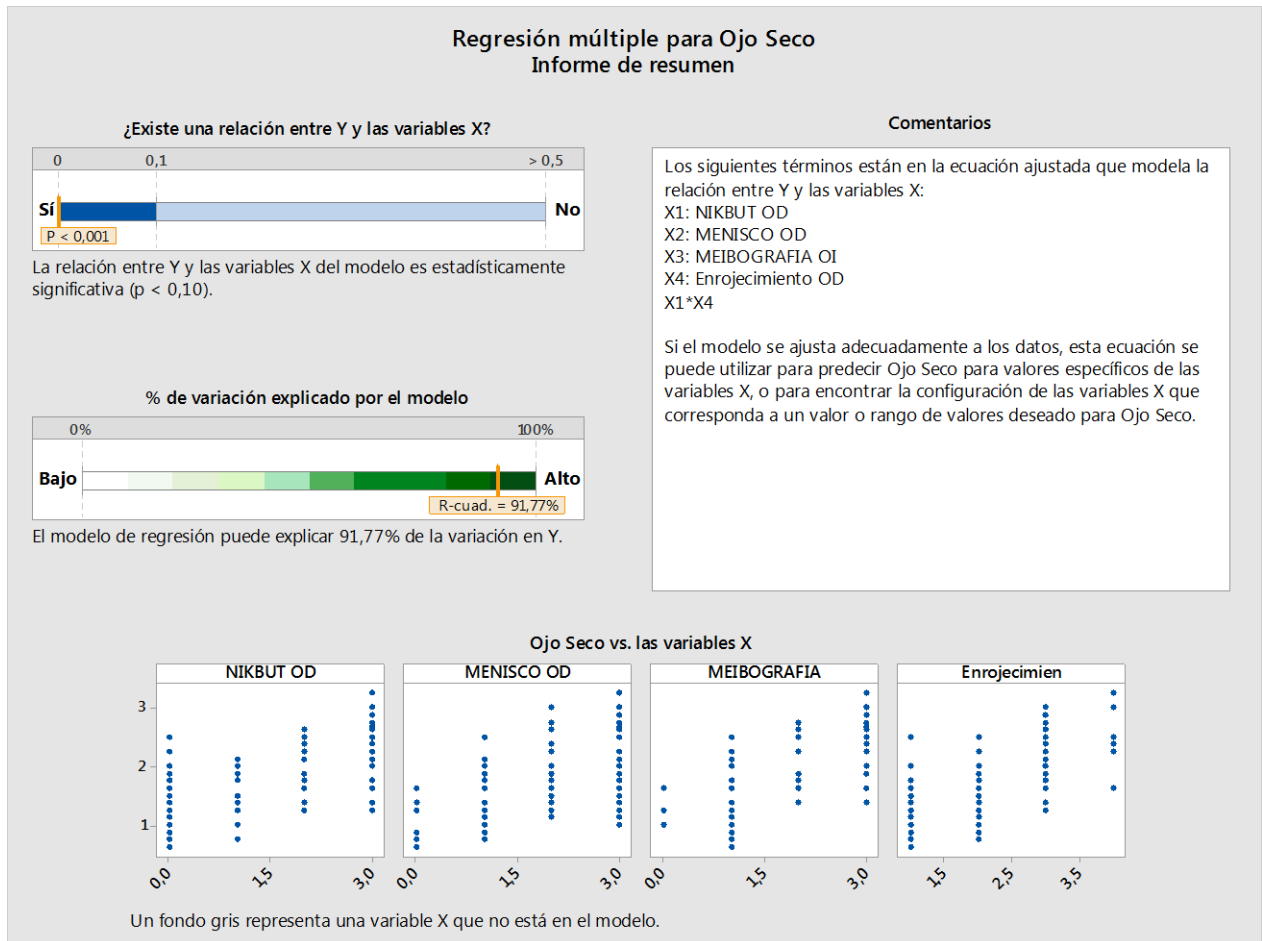 Regresión múltiple para Ojo Seco
Informe de resumen
¿Existe una relación entre Y y las variables X?
0 0,1 > 0,5
Sí No
P < 0,001
La relación entre Y y las variables X del modelo es estadísticamente
significativa (p < 0,10).
% de variación explicado por el modelo
0% 100%
Bajo Alto
R-cuad. = 91,77%
El modelo de regresión puede explicar 91,77% de la variación en Y.
Comentarios
Los siguientes términos están en la ecuación ajustada que modela la
relación entre Y y las variables X:
X1: NIKBUT OD
X2: MENISCO OD
X3: MEIBOGRAFIA OI
X4: Enrojecimiento OD
X1*X4
Si el modelo se ajusta adecuadamente a los datos, esta ecuación se
puede utilizar para predecir Ojo Seco para valores específicos de las
variables X, o para encontrar la configuración de las variables X que
corresponda a un valor o rango de valores deseado para Ojo Seco.
Ojo Seco vs. las variables X
NIKBUT OD MENISCO OD MEIBOGRAFIA Enrojecimien
3
2
1
0,0 1,5 3,0 0,0 1,5 3,0 0,0 1,5 3,0 1,5 2,5 3,5
Un fondo gris representa una variable X que no está en el modelo.